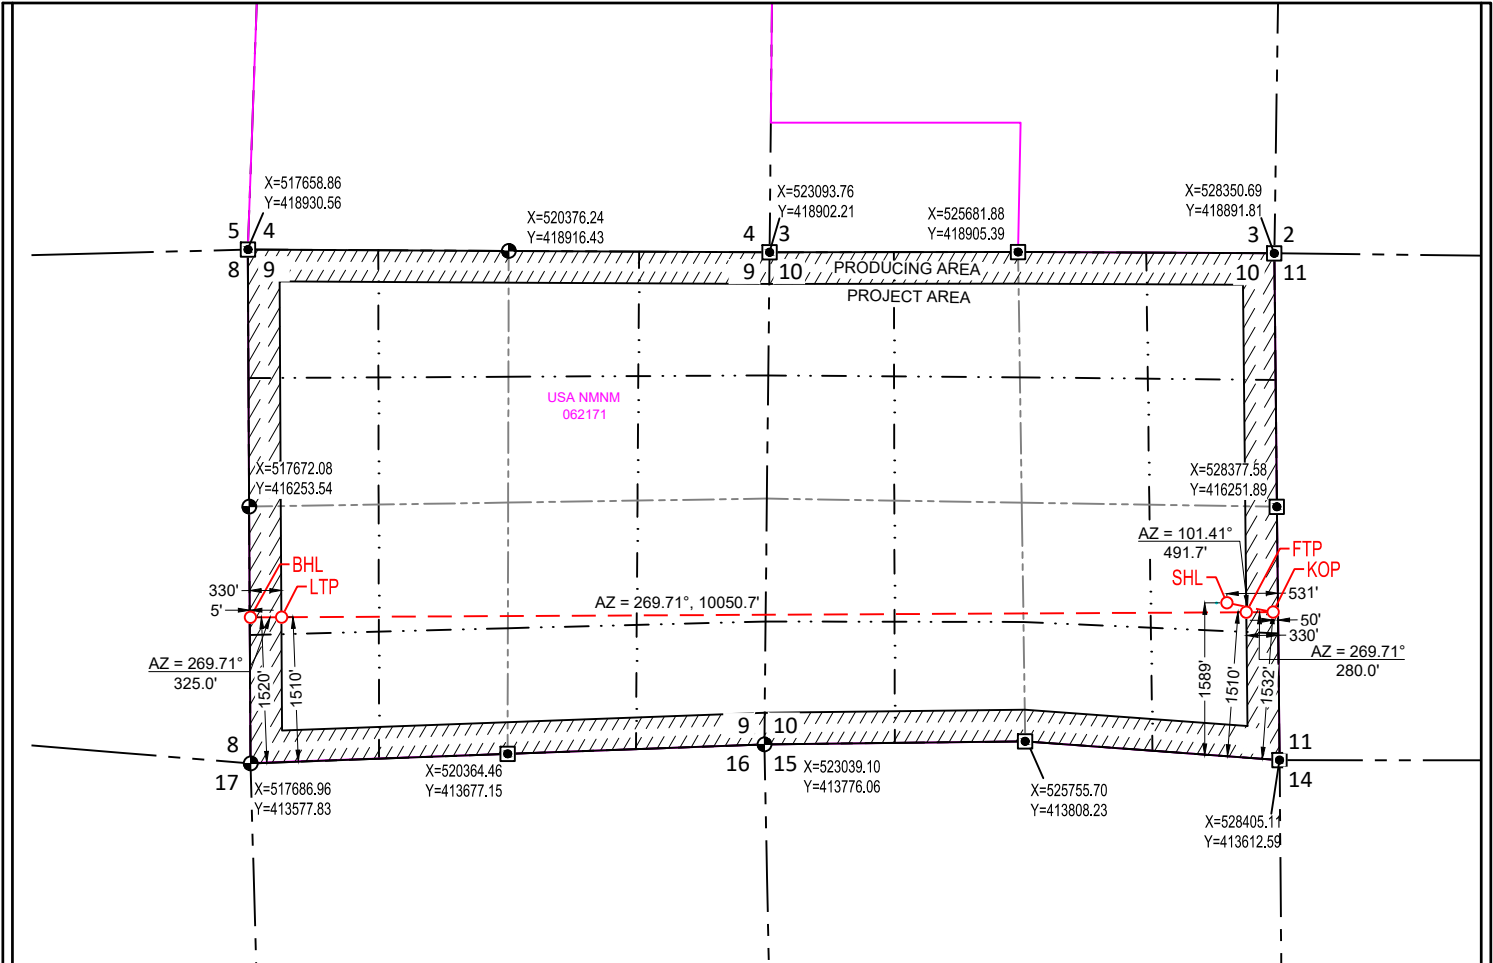 X=517658.86
Y=418930.56
X=520376.24
Y=418916.43
X=523093.76
Y=418902.21
X=525681.88
Y=418905.39
X=528350.69
Y=418891.81
5 4
8 9
4 3
9 10
3 2
10 11
PRODUCING AREA
PROJECT AREA
USA NMNM
062171
X=517672.08
Y=416253.54
X=528377.58
Y=416251.89
AZ = 101.41°
491.7'
FTP
KOP
SHL
BHL
LTP
330'
5'
AZ = 269.71°, 10050.7'
531'
50'
330'
AZ = 269.71°
325.0'
AZ = 269.71°
280.0'
1520'
1510'
1589'
1510'
1532'
8
17
9 10
16 15
11
14
X=517686.96
Y=413577.83
X=520364.46
Y=413677.15
X=523039.10
Y=413776.06
X=525755.70
Y=413808.23
X=528405.11
Y=413612.59